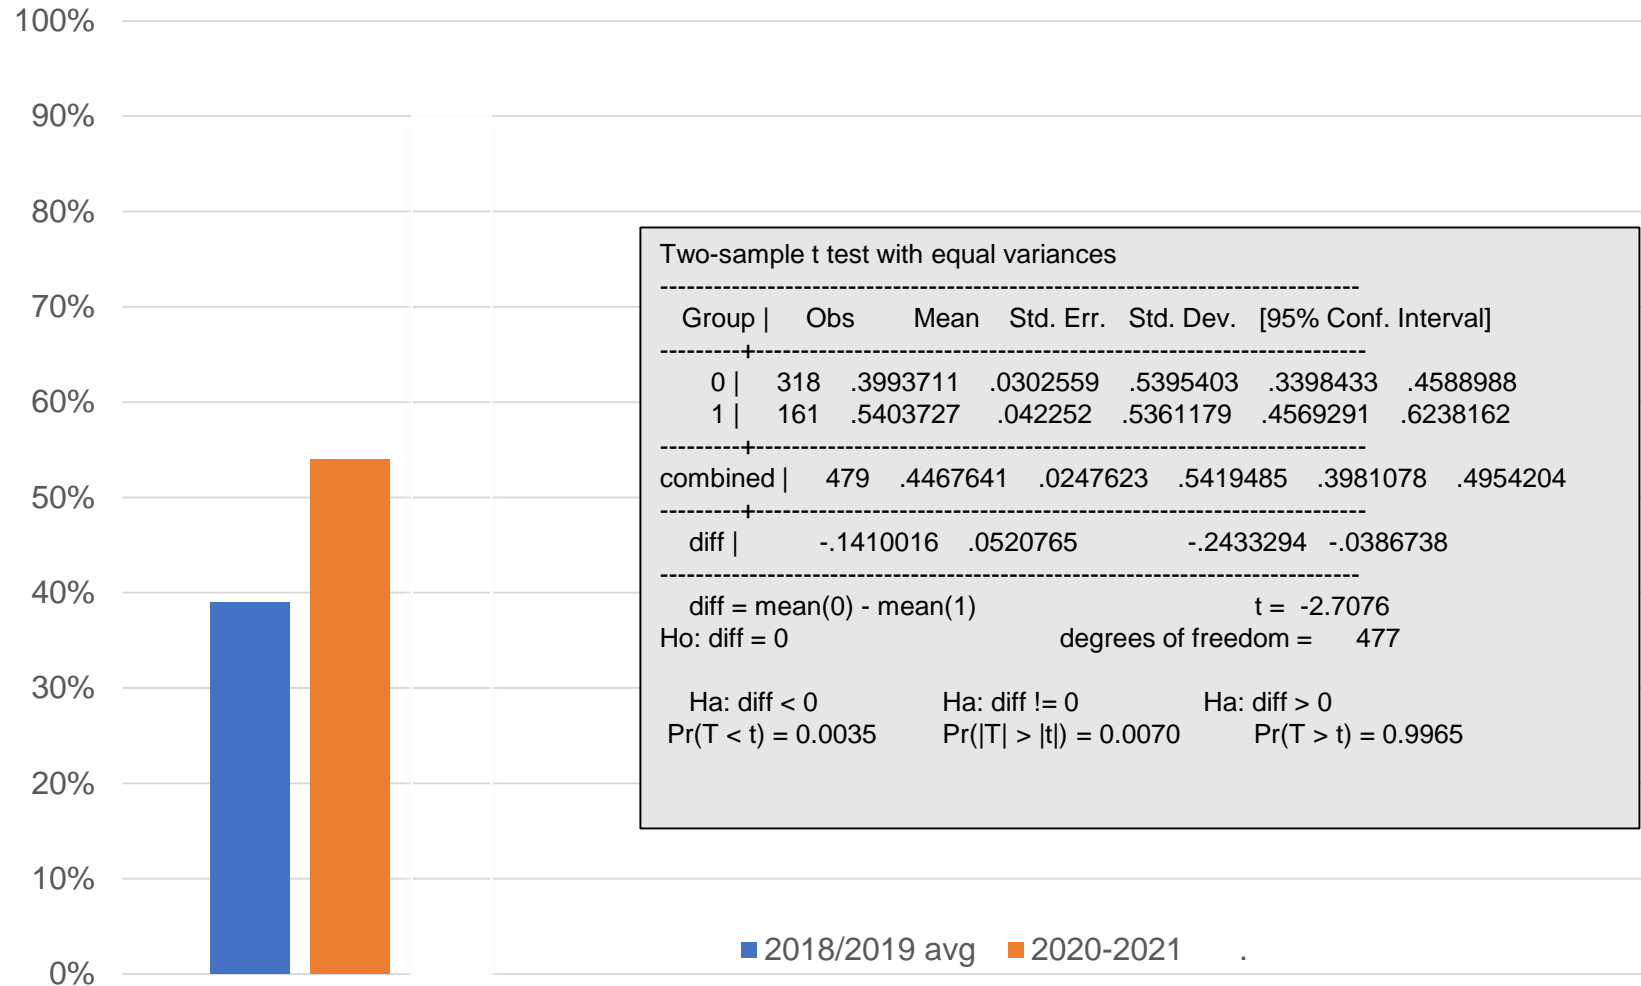 100%
90%
80%
70%
60%
50%
40%
30%
20%
10%
0%
Two-sample t test with equal variances
------------------------------------------------------------------------------
Group | Obs Mean Std. Err. Std. Dev. [95% Conf. Interval]
---------+--------------------------------------------------------------------
0 | 318 .3993711 .0302559 .5395403 .3398433 .4588988
1 | 161 .5403727 .042252 .5361179 .4569291 .6238162
---------+--------------------------------------------------------------------
combined | 479 .4467641 .0247623 .5419485 .3981078 .4954204
---------+--------------------------------------------------------------------
diff | -.1410016 .0520765 -.2433294 -.0386738
------------------------------------------------------------------------------
diff = mean(0) - mean(1) t = -2.7076
Ho: diff = 0 degrees of freedom = 477
Ha: diff < 0 Ha: diff != 0 Ha: diff > 0
Pr(T < t) = 0.0035 Pr(|T| > |t|) = 0.0070 Pr(T > t) = 0.9965
2018/2019 avg 2020-2021 .